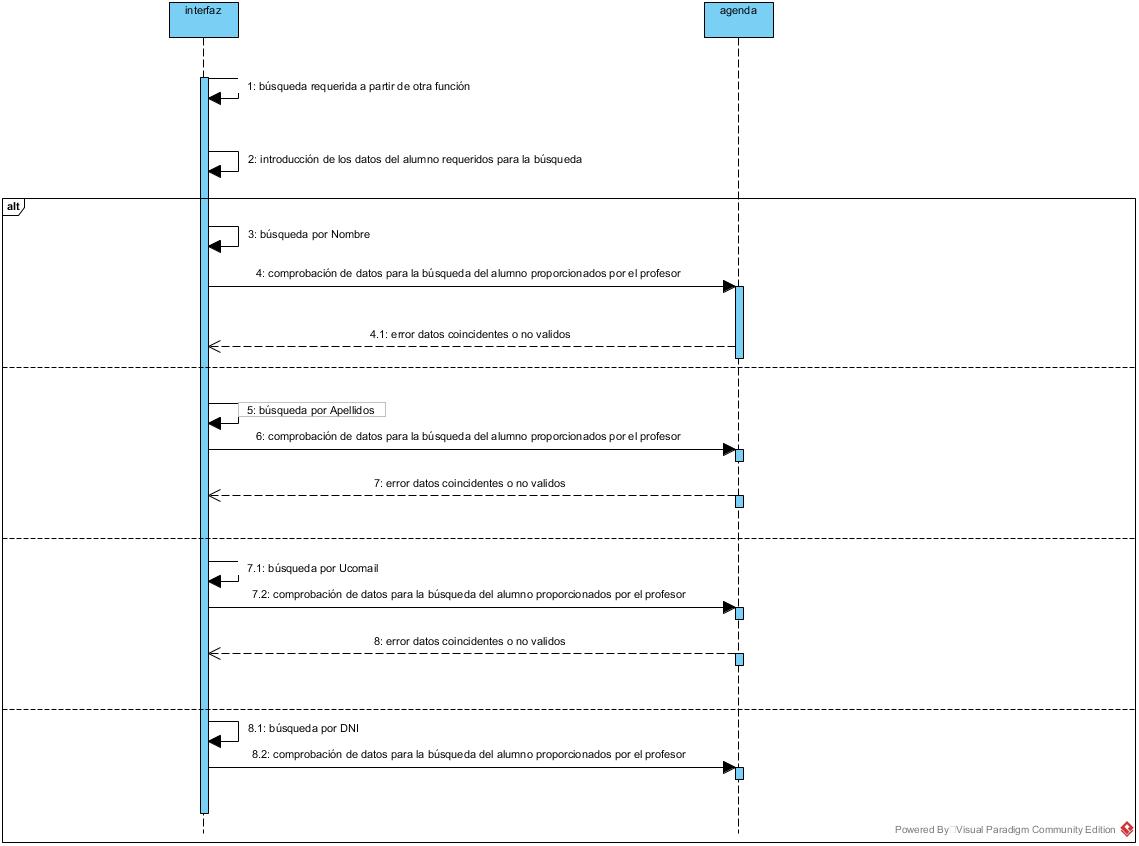 interfaz
agenda
1: búsqueda requerida a partir de otra función
2: introducción de los datos del alumno requeridos para la búsqueda
alt
3: búsqueda por Nombre
4: comprobación de datos para la búsqueda del alumno proporcionados por el profesor
4.1: error datos coincidentes o no validos
5: búsqueda por Apellidos
6: comprobación de datos para la búsqueda del alumno proporcionados por el profesor
7: error datos coincidentes o no validos
7.1: búsqueda por Ucomail
7.2: comprobación de datos para la búsqueda del alumno proporcionados por el profesor
8: error datos coincidentes o no validos
8.1: búsqueda por DNI
8.2: comprobación de datos para la búsqueda del alumno proporcionados por el profesor
Powered By Visual Paradigm Community Edition